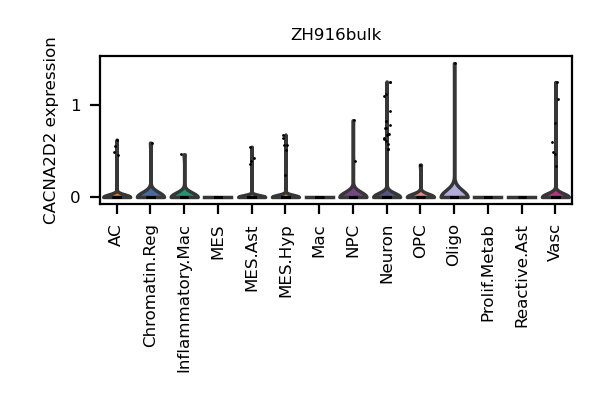 ZH916bulk
CACNA2D2 expression
1
0
AC
Chromatin.Reg
Inflammatory.Mac
MES
MES.Ast
MES.Hyp
Mac
NPC
Neuron
OPC
Oligo
Prolif.Metab
Reactive.Ast
Vasc